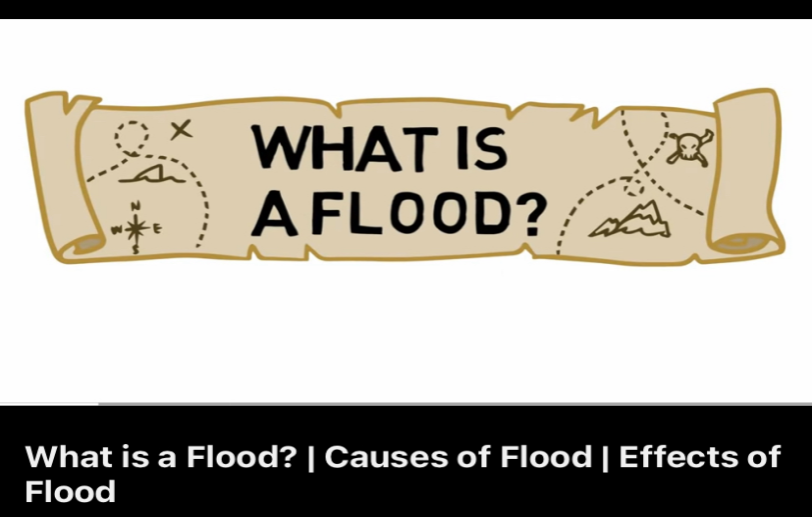 WHAT IS
A FLOOD?
N
W E
S
What is a Flood? | Causes of Flood | Effects of
Flood